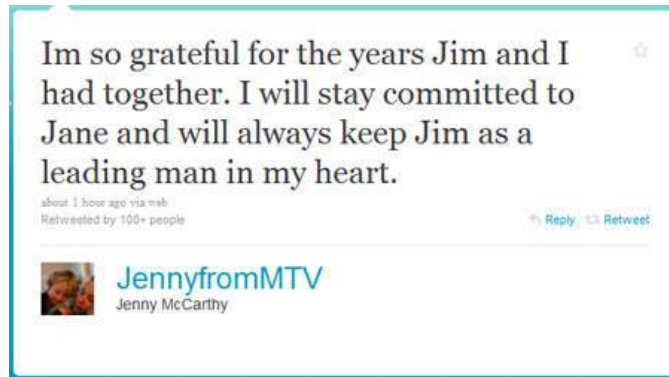 Im so grateful for the years Jim and I
had together. I will stay committed to
Jane and will always keep Jim as a
leading man in my heart.
about 1 hour ago via web
Retweeted by 100+ people
Reply Retweet
JennyfromMTV
Jenny McCarthy